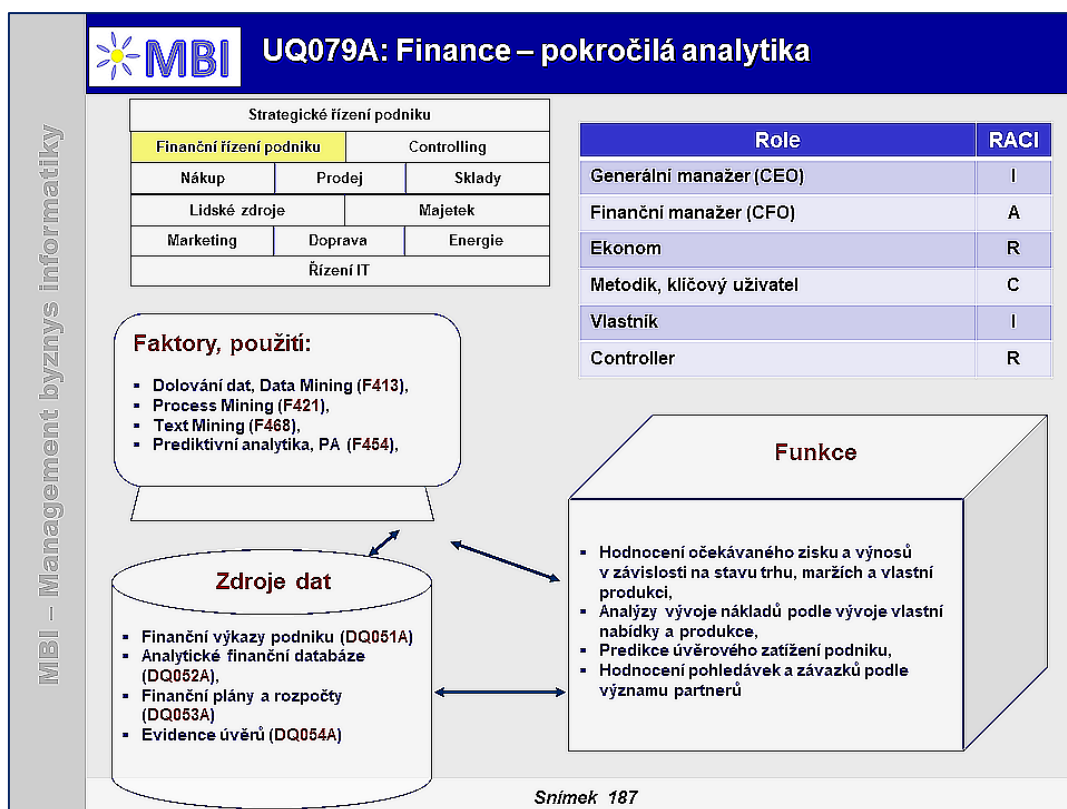 MBI – Management byznys informatiky
MBI
UQ079A: Finance – pokročilá analytika
Strategické řízení podniku
Finanční řízení podniku Controlling
Nákup Prodej Sklady
Lidské zdroje Majetek
Marketing Doprava Energie
Řízení IT
Role RACI
Generální manažer (CEO) I
Finanční manažer (CFO) A
Ekonom R
Metodik, klíčový uživatel C
Vlastník I
Controller R
Faktory, použití:
▪ Dolování dat, Data Mining (F413),
▪ Process Mining (F421),
▪ Text Mining (F468),
▪ Prediktivní analytika, PA (F454),
Funkce
▪ Hodnocení očekávaného zisku a výnosů
v závislosti na stavu trhu, maržích a vlastní
produkci,
▪ Analýzy vývoje nákladů podle vývoje vlastní
nabídky a produkce,
▪ Predikce úvěrového zatížení podniku,
▪ Hodnocení pohledávek a závazků podle
významu partnerů
Zdroje dat
▪ Finanční výkazy podniku (DQ051A)
▪ Analytické finanční databáze
(DQ052A),
▪ Finanční plány a rozpočty
(DQ053A)
▪ Evidence úvěrů (DQ054A)
Snímek 187